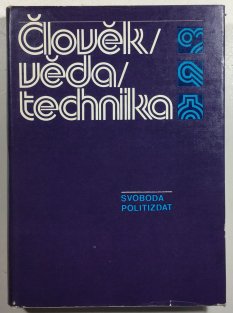 Člověk/
věda/
technika
SVOBODA
POLITIZDAT